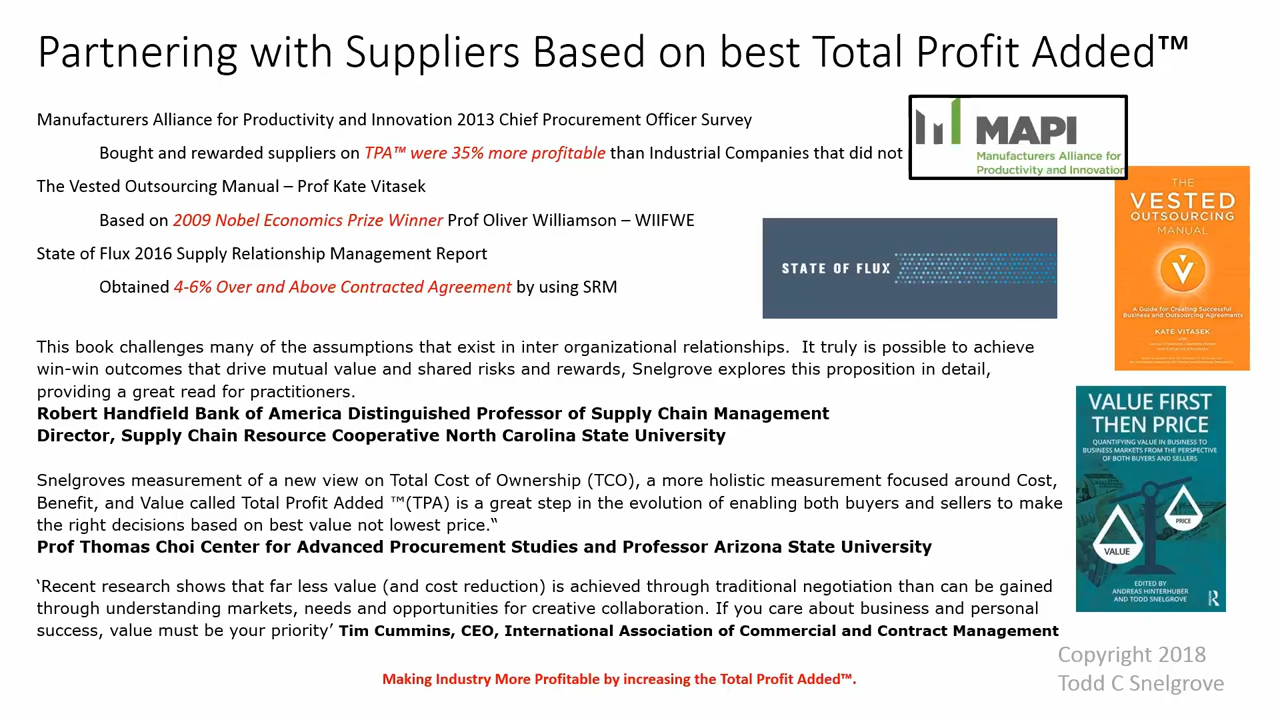 Partnering with Suppliers Based on best Total Profit Added™
Manufacturers Alliance for Productivity and Innovation 2013 Chief Procurement Officer Survey
Bought and rewarded suppliers on TPA™ were 35% more profitable than Industrial Companies that did not
The Vested Outsourcing Manual – Prof Kate Vitasek
Based on 2009 Nobel Economics Prize Winner Prof Oliver Williamson – WIIFWE
State of Flux 2016 Supply Relationship Management Report
Obtained 4-6% Over and Above Contracted Agreement by using SRM
MAPI
Manufacturers Alliance for
Productivity and Innovation
STATE OF FLUX
THE
VESTED
OUTSOURCING
MANUAL
A Guide for Creating Successful
Business and Outsourcing Agreements
KATE VITASEK
This book challenges many of the assumptions that exist in inter organizational relationships. It truly is possible to achieve
win-win outcomes that drive mutual value and shared risks and rewards, Snelgrove explores this proposition in detail,
providing a great read for practitioners.
Robert Handfield Bank of America Distinguished Professor of Supply Chain Management
Director, Supply Chain Resource Cooperative North Carolina State University
Snelgroves measurement of a new view on Total Cost of Ownership (TCO), a more holistic measurement focused around Cost,
Benefit, and Value called Total Profit Added ™(TPA) is a great step in the evolution of enabling both buyers and sellers to make
the right decisions based on best value not lowest price.“
Prof Thomas Choi Center for Advanced Procurement Studies and Professor Arizona State University
‘Recent research shows that far less value (and cost reduction) is achieved through traditional negotiation than can be gained
through understanding markets, needs and opportunities for creative collaboration. If you care about business and personal
success, value must be your priority’ Tim Cummins, CEO, International Association of Commercial and Contract Management
VALUE FIRST
THEN PRICE
QUANTIFYING VALUE IN BUSINESS TO
BUSINESS MARKETS FROM THE PERSPECTIVE
OF BOTH BUYERS AND SELLERS
PRICE
VALUE
EDITED BY
ANDREAS HINTERHUBER
AND TODD SNELGROVE
R
Making Industry More Profitable by increasing the Total Profit Added™.
Copyright 2018
Todd C Snelgrove